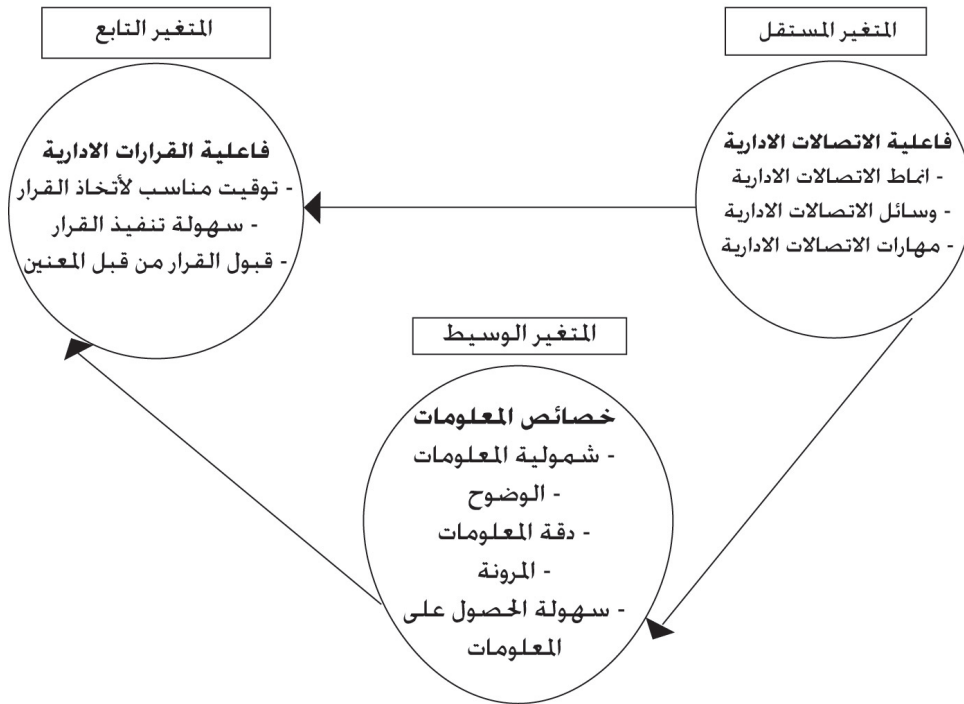 المتغير المستقل
فاعلية الاتصالات الادارية
- انماط الاتصالات الادارية
- وسائل الاتصالات الادارية
- مهارات الاتصالات الادارية
المتغير التابع
فاعلية القرارات الادارية
- توقيت مناسب لأتخاذ القرار
- سهولة تنفيذ القرار
- قبول القرار من قبل المعنين
المتغير الوسيط
خصائص المعلومات
- شمولية المعلومات
- الوضوح
- دقة المعلومات
- المرونة
- سهولة الحصول على
المعلومات